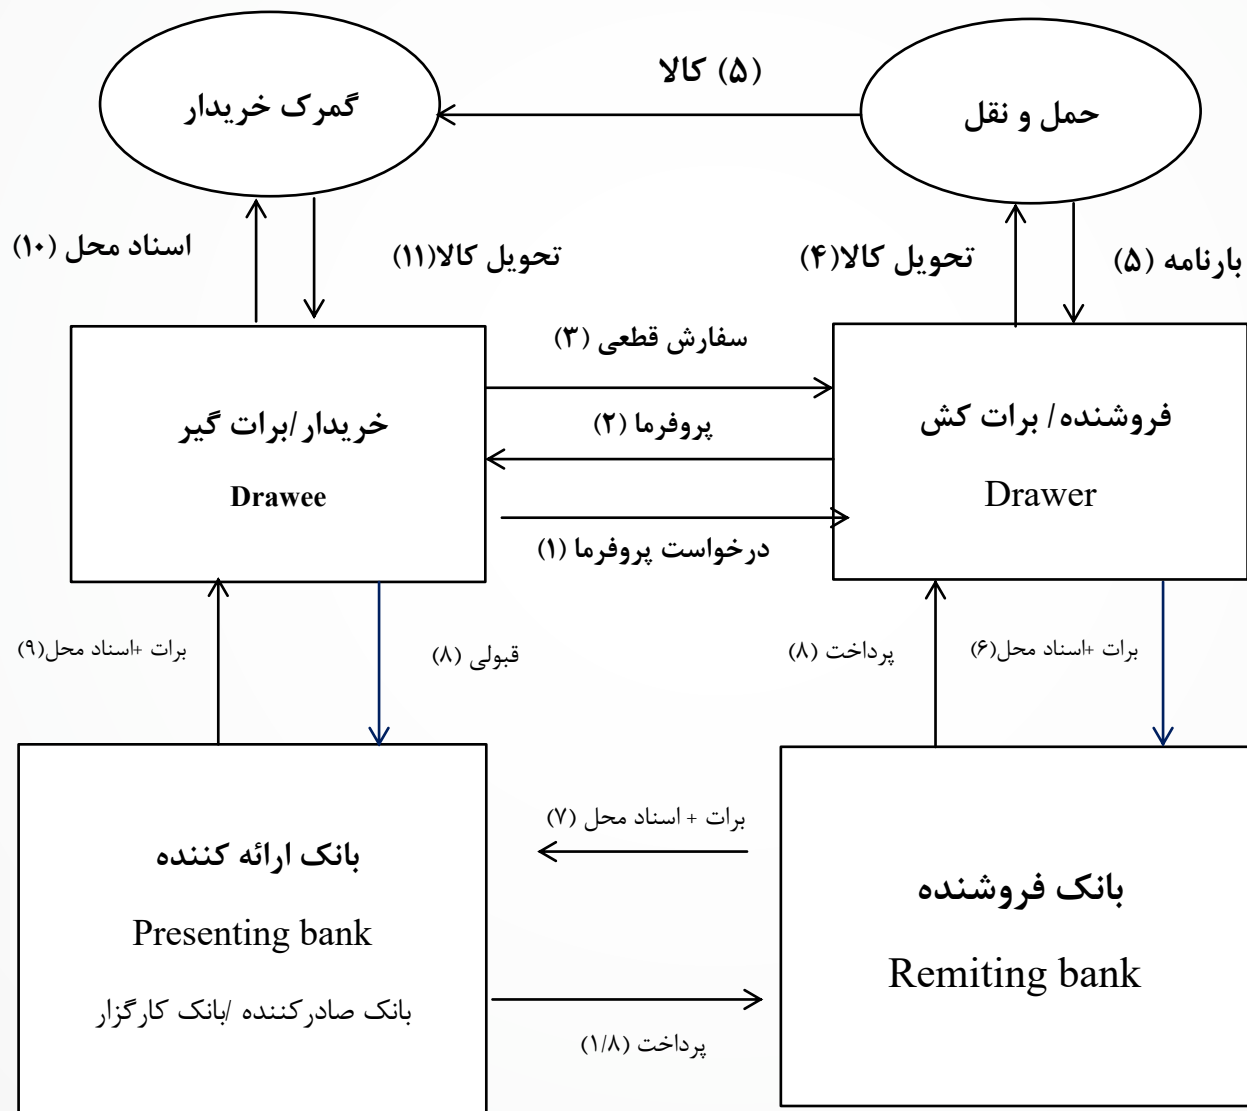 (۵) کالا
حمل و نقل
گمرک خریدار
بارنامه (۵)
تحویل کالا(۴)
تحویل کالا(۱۱)
اسناد محل (۱۰)
سفارش قطعی (۳)
فروشنده/ برات کش
Drawer
پروفرما (۲)
خریدار/برات گیر
Drawee
درخواست پروفرما (۱)
برات +اسناد محل(۶)
پرداخت (۸)
قبولی (۸)
برات +اسناد محل(۹)
برات + اسناد محل (۷)
بانک فروشنده
Remiting bank
بانک ارائه کننده
Presenting bank
بانک صادرکننده /بانک کارگزار
پرداخت (۱/۸)